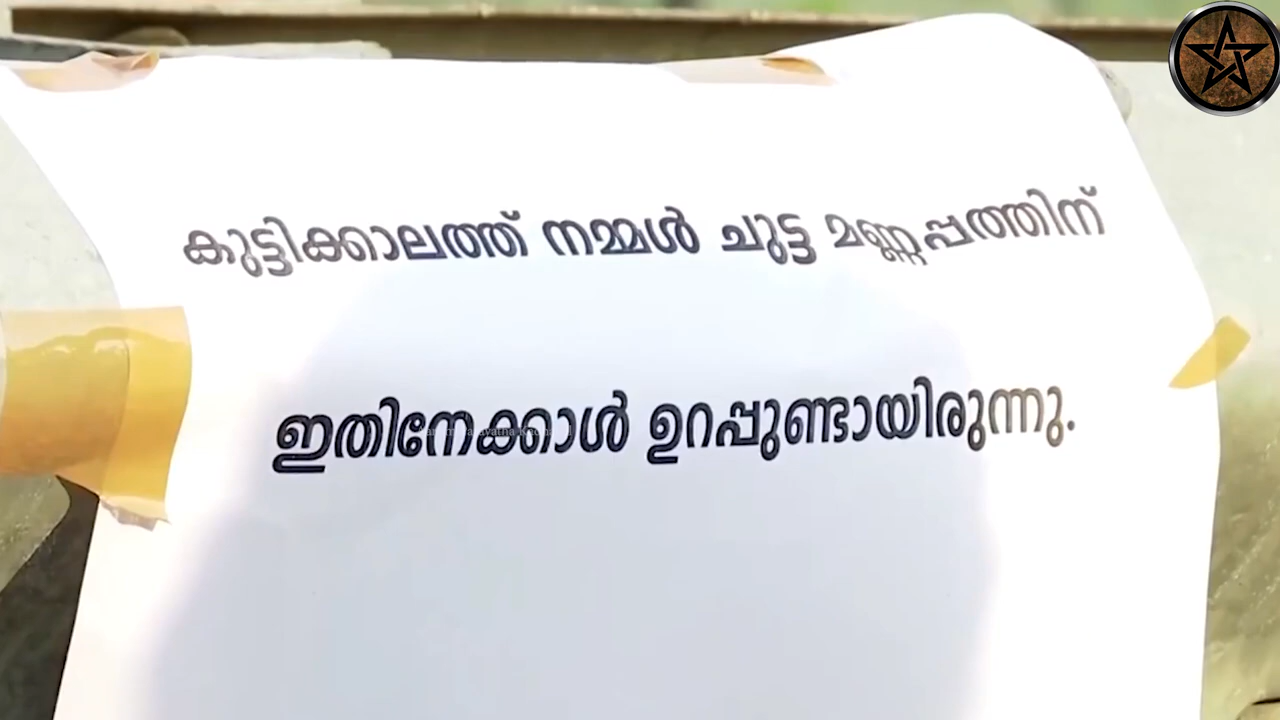 കുട്ടിക്കാലത്ത് നമ്മൾ ചുട്ട മണ്ണപ്പത്തിന്
ഇതിനേക്കാൾ ഉറപ്പുണ്ടായിരുന്നു.